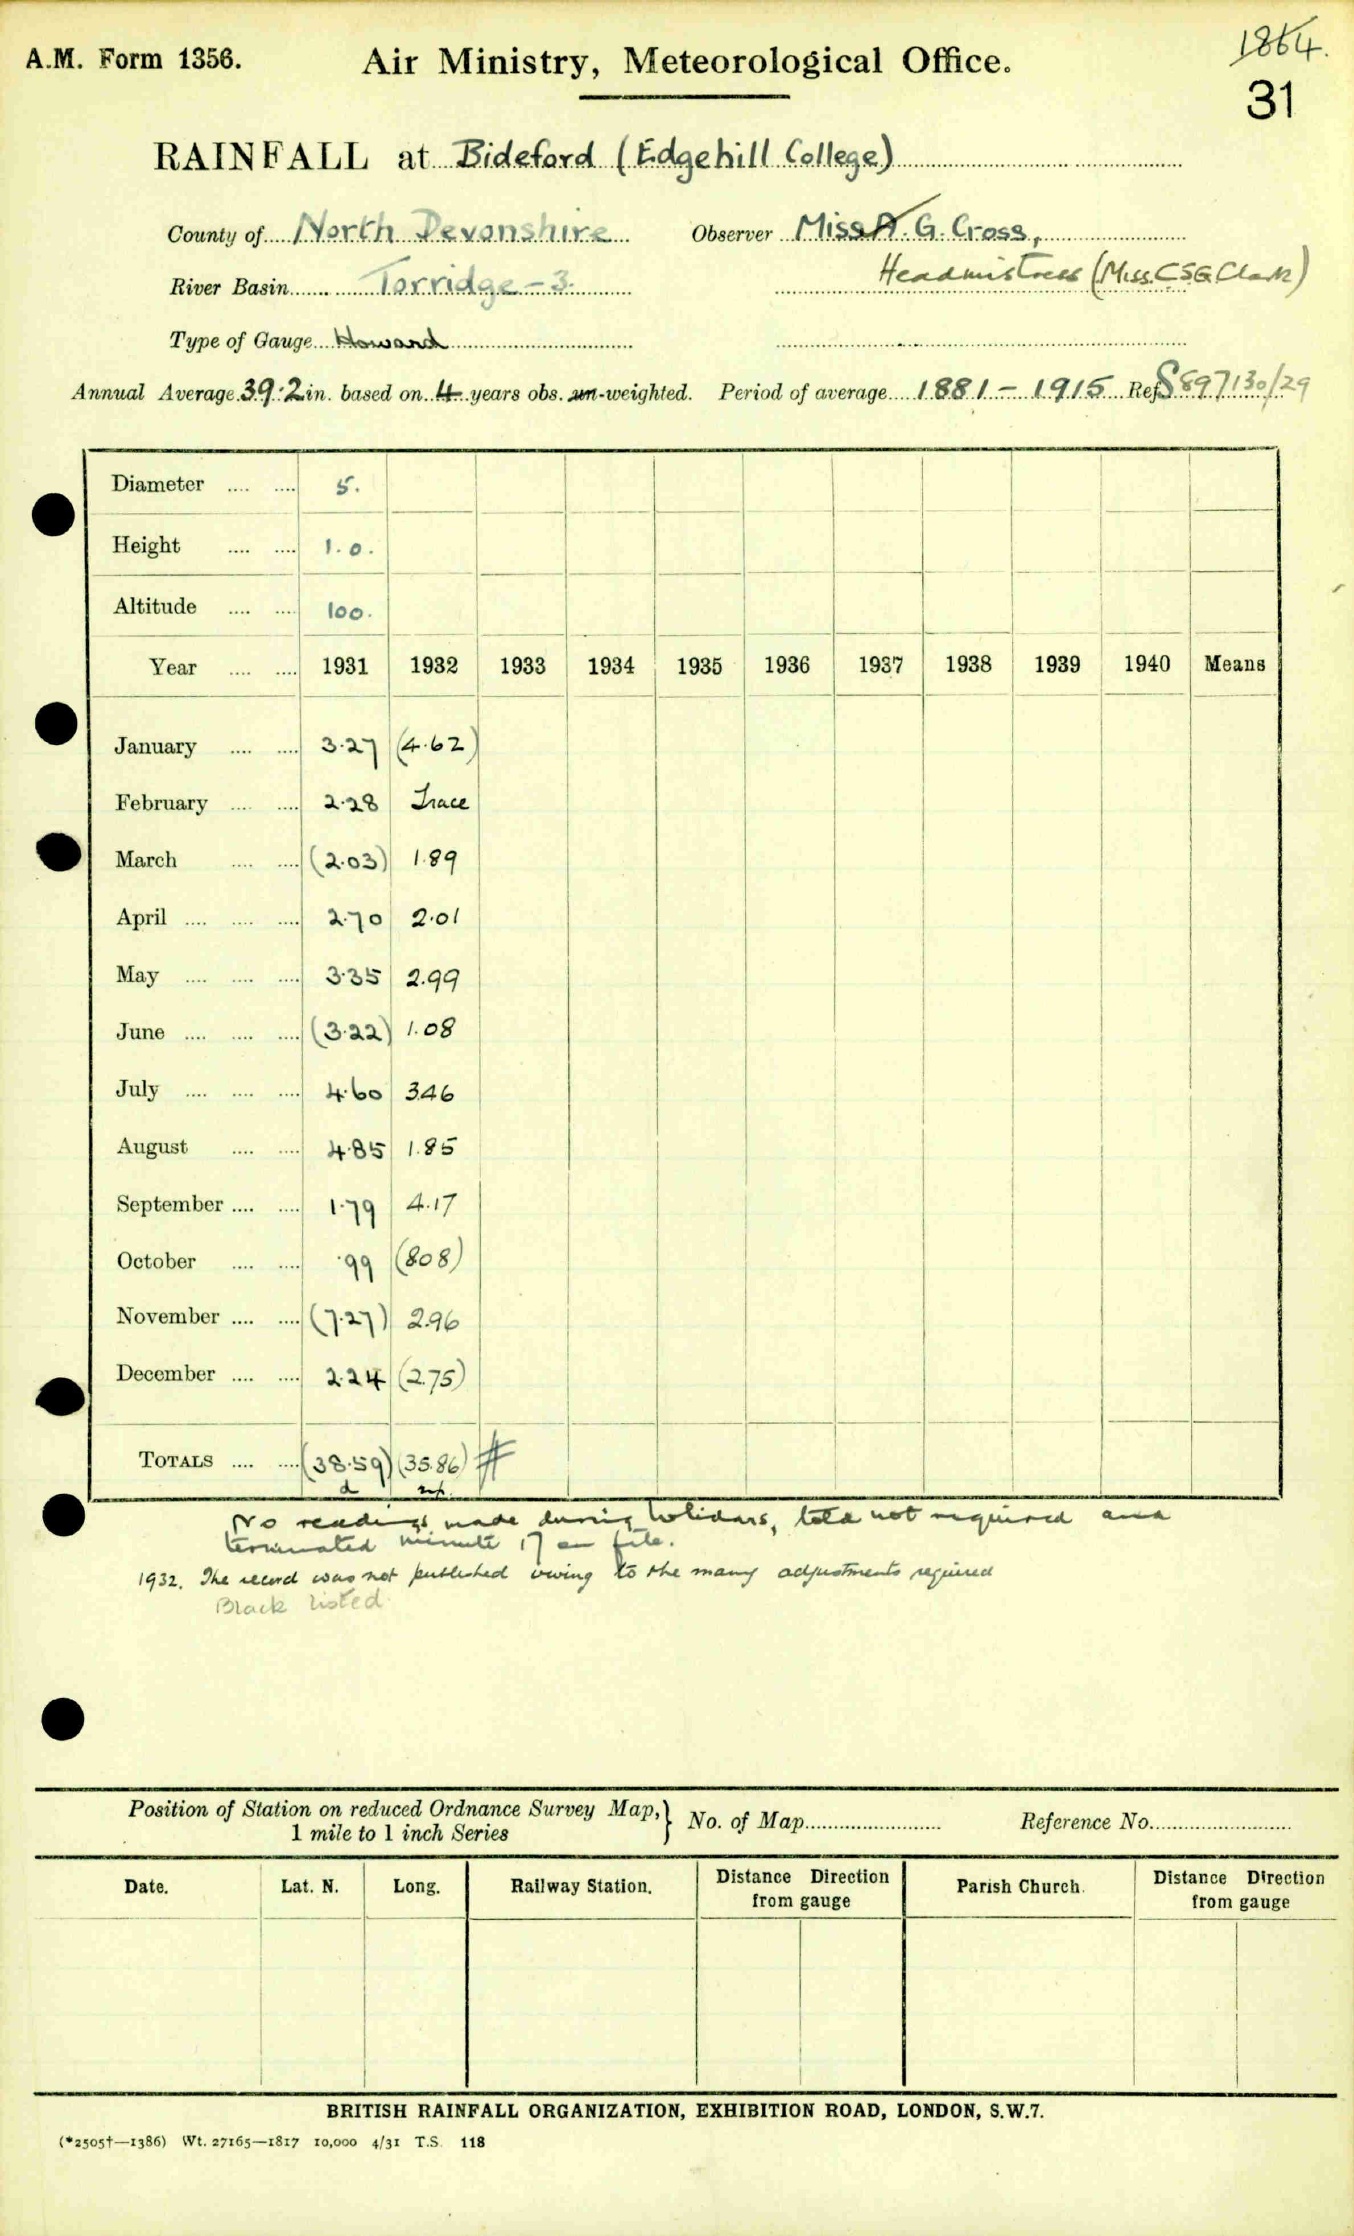 A.M. Form 1356. Air Ministry, Meteorological Office. 1864.
31
RAINFALL at Bideford (Edgehill College)
County of North Devonshire Observer Miss A. G. Cross,
River Basin Torridge - 3. Headmistress (Miss. C.S.G. Clark)
Type of Gauge Howard
Annual Average 39.2 in. based on 4 years obs. un-weighted. Period of average 1881 - 1915 Ref S897130/29
Diameter .... .... 5.
Height .... .... 1.0.
Altitude .... .... 100.
Year .... .... 1931 1932 1933 1934 1935 1936 1937 1938 1939 1940 Means
January .... .... 3.27 (4.62)
February .... .... 2.28 Trace
March .... .... (2.03) 1.89
April .... .... .... 2.70 2.01
May .... .... .... 3.35 2.99
June .... .... .... (3.22) 1.08
July .... .... .... 4.60 3.46
August .... .... 4.85 1.85
September .... .... 1.79 4.17
October .... .... .99 (8.08)
November .... .... (7.27) 2.96
December .... .... 2.24 (2.75)
TOTALS .... .... (38.59) (35.86) #
d np.
No readings made during holidays, told not required and
terminated minute 17 on file.
1932. The record was not published owing to the many adjustments required
Black listed
Position of Station on reduced Ordnance Survey Map,} No. of Map Reference No.
1 mile to 1 inch Series
Date. Lat. N. Long. Railway Station. Distance Direction from gauge Parish Church. Distance Direction from gauge
BRITISH RAINFALL ORGANIZATION, EXHIBITION ROAD, LONDON, S.W.7.
(*2505†—1386) Wt. 27165—1817 10,000 4/31 T.S. 118